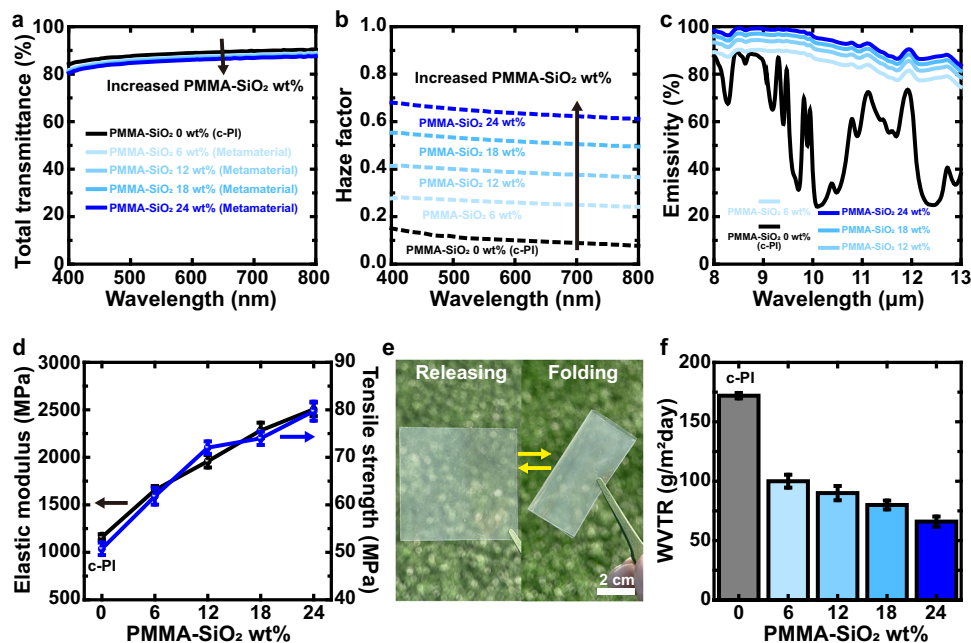 a
Total transmittance (%)
100
80
60
40
20
0
Increased PMMA-SiO₂ wt%
PMMA-SiO₂ 0 wt% (c-PI)
PMMA-SiO₂ 6 wt% (Metamaterial)
PMMA-SiO₂ 12 wt% (Metamaterial)
PMMA-SiO₂ 18 wt% (Metamaterial)
PMMA-SiO₂ 24 wt% (Metamaterial)
400 500 600 700 800
Wavelength (nm)
b
Haze factor
1.0
0.8
0.6
0.4
0.2
0.0
Increased PMMA-SiO₂ wt%
PMMA-SiO₂ 24 wt%
PMMA-SiO₂ 18 wt%
PMMA-SiO₂ 12 wt%
PMMA-SiO₂ 6 wt%
PMMA-SiO₂ 0 wt% (c-PI)
400 500 600 700 800
Wavelength (nm)
c
Emissivity (%)
100
80
60
40
20
0
PMMA-SiO₂ 6 wt%
PMMA-SiO₂ 0 wt%
(c-PI)
PMMA-SiO₂ 24 wt%
PMMA-SiO₂ 18 wt%
PMMA-SiO₂ 12 wt%
8 9 10 11 12 13
Wavelength (μm)
d
Elastic modulus (MPa)
3000
2500
2000
1500
1000
500
c-PI
90
80
70
60
50
40
Tensile strength (MPa)
0 6 12 18 24
PMMA-SiO₂ wt%
e
Releasing
Folding
2 cm
f
WVTR (g/m²day)
200
150
100
50
0
c-PI
0 6 12 18 24
PMMA-SiO₂ wt%